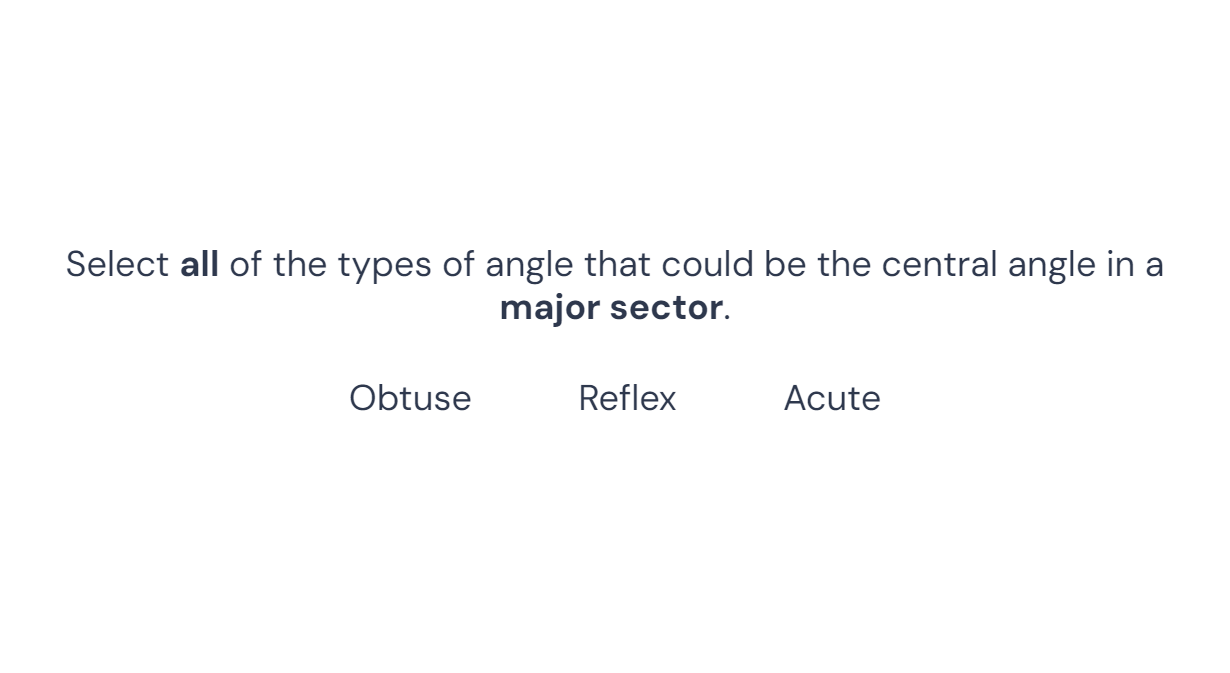 Select all of the types of angle that could be the central angle in a
major sector.
Obtuse Reflex Acute